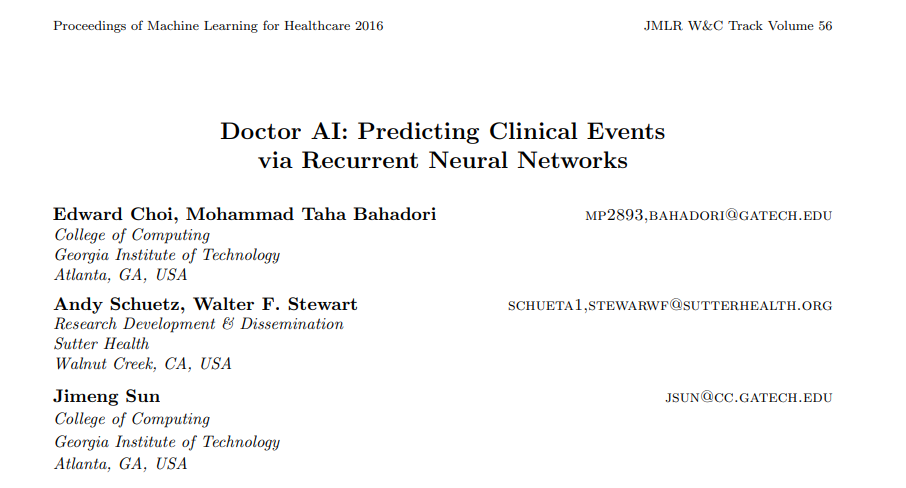 Proceedings of Machine Learning for Healthcare 2016 JMLR W&C Track Volume 56
Doctor AI: Predicting Clinical Events
via Recurrent Neural Networks
Edward Choi, Mohammad Taha Bahadori MP2893,BAHADORI@GATECH.EDU
College of Computing
Georgia Institute of Technology
Atlanta, GA, USA
Andy Schuetz, Walter F. Stewart SCHUETA1,STEWARWF@SUTTERHEALTH.ORG
Research Development & Dissemination
Sutter Health
Walnut Creek, CA, USA
Jimeng Sun JSUN@CC.GATECH.EDU
College of Computing
Georgia Institute of Technology
Atlanta, GA, USA